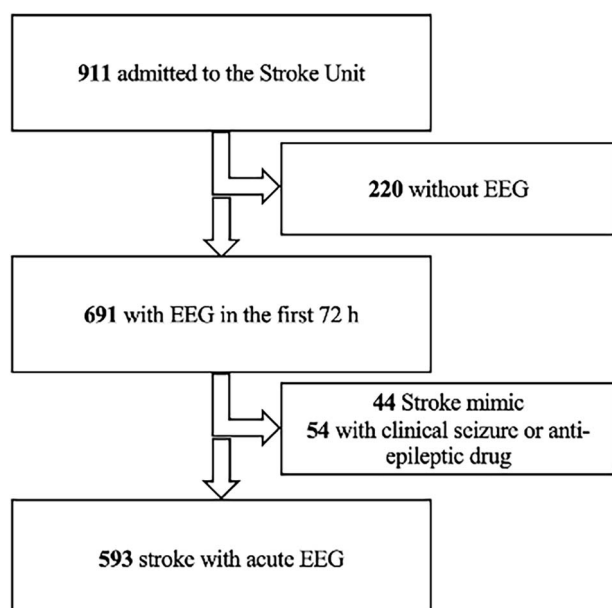 911 admitted to the Stroke Unit
220 without EEG
691 with EEG in the first 72 h
44 Stroke mimic
54 with clinical seizure or anti-
epileptic drug
593 stroke with acute EEG